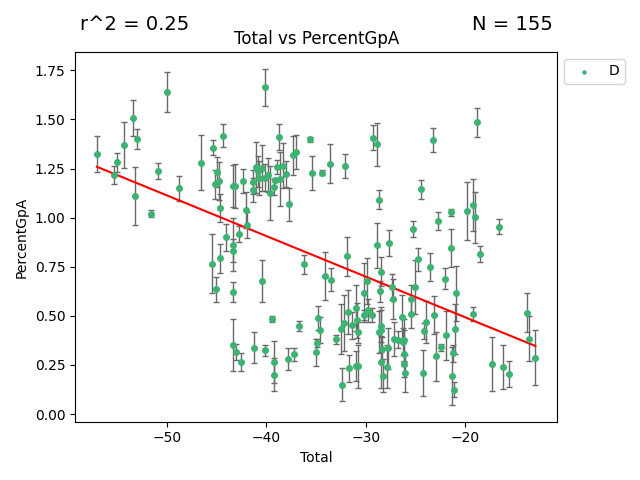 r^2 = 0.25 N = 155
Total vs PercentGpA
D
PercentGpA
1.75
1.50
1.25
1.00
0.75
0.50
0.25
0.00
−50 −40 −30 −20
Total